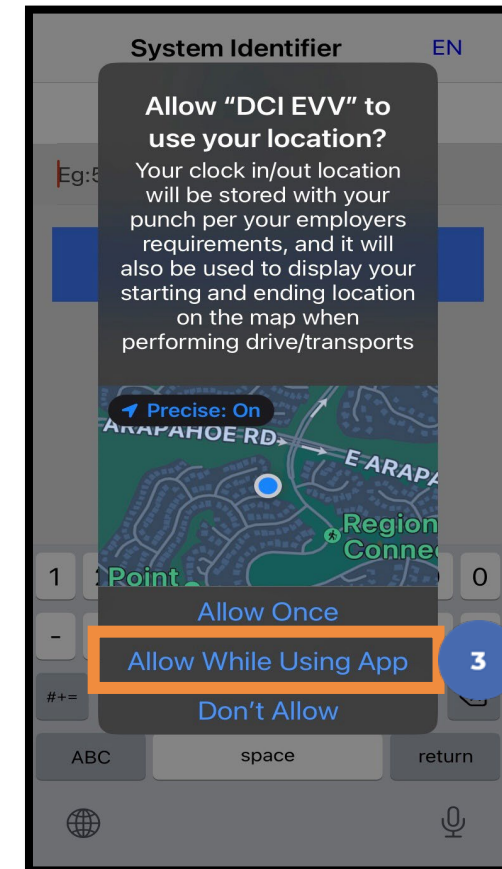 System Identifier
EN
Allow “DCI EVV” to
use your location?
Your clock in/out location
will be stored with your
punch per your employers
requirements, and it will
also be used to display your
starting and ending location
on the map when
performing drive/transports
Eg:5
Precise: On
ARAPAHOE RD
E ARAPA
Region
Conne
Point
1
0
Allow Once
-
Allow While Using App
3
#+=
Don’t Allow
ABC
space
return